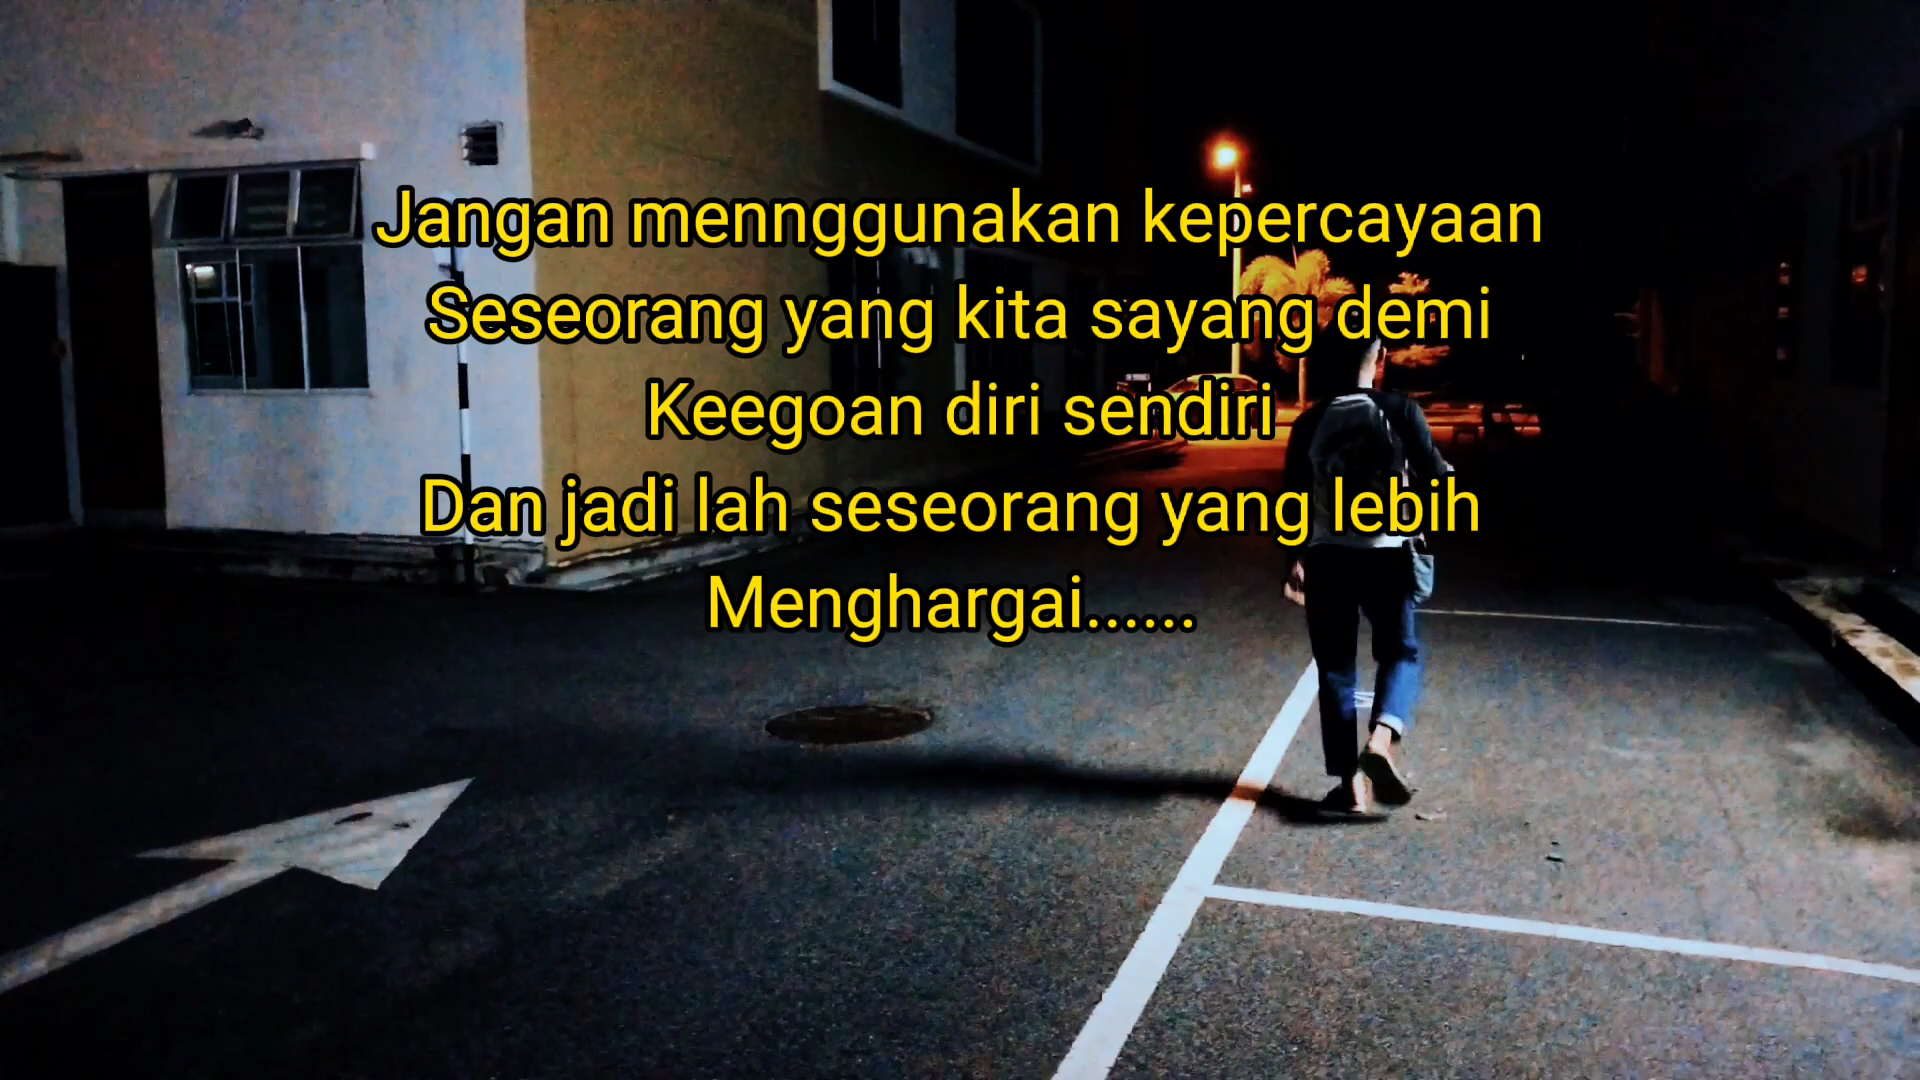 Jangan mennggunakan kepercayaan
Seseorang yang kita sayang demi
Keegoan diri sendiri
Dan jadi lah seseorang yang lebih
Menghargai......